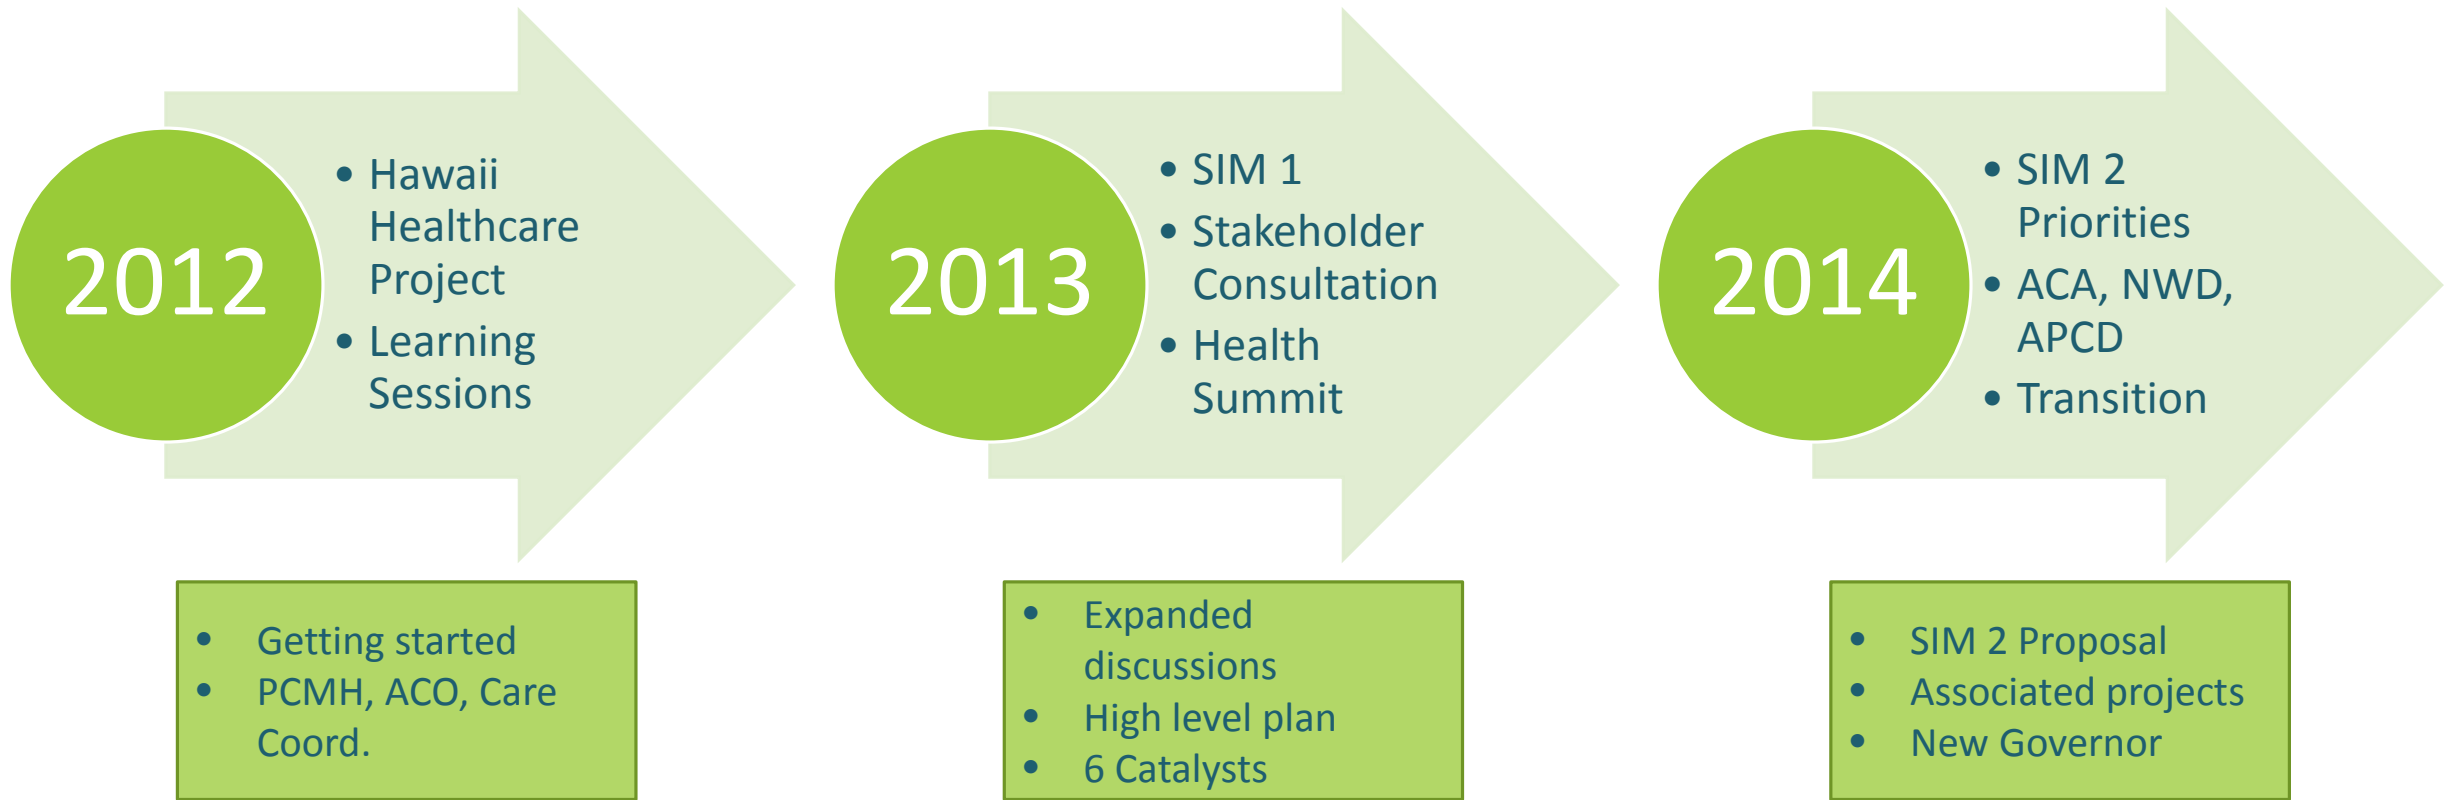 2012
• Hawaii
Healthcare
Project
• Learning
Sessions
2013
• SIM 1
• Stakeholder
Consultation
• Health
Summit
2014
• SIM 2
Priorities
• ACA, NWD,
APCD
• Transition
• Getting started
• PCMH, ACO, Care
Coord.
• Expanded
discussions
• High level plan
• 6 Catalysts
• SIM 2 Proposal
• Associated projects
• New Governor